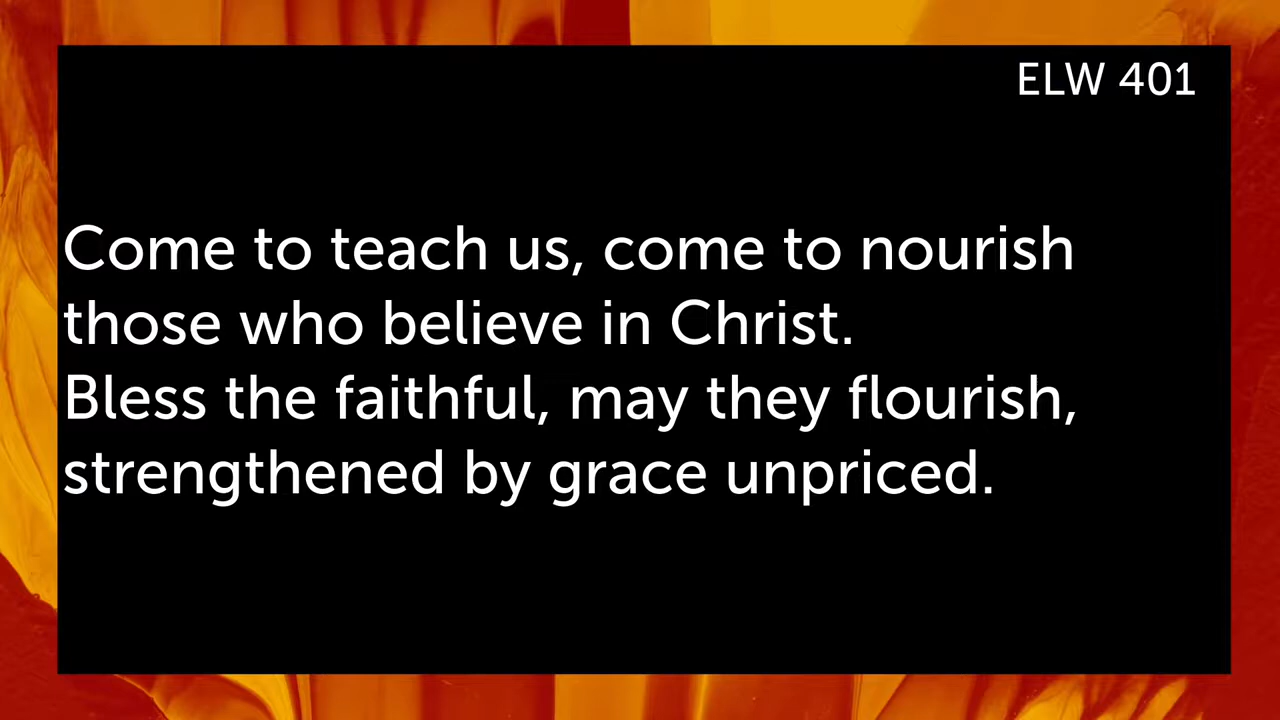 ELW 401
Come to teach us, come to nourish
those who believe in Christ.
Bless the faithful, may they flourish,
strengthened by grace unpriced.